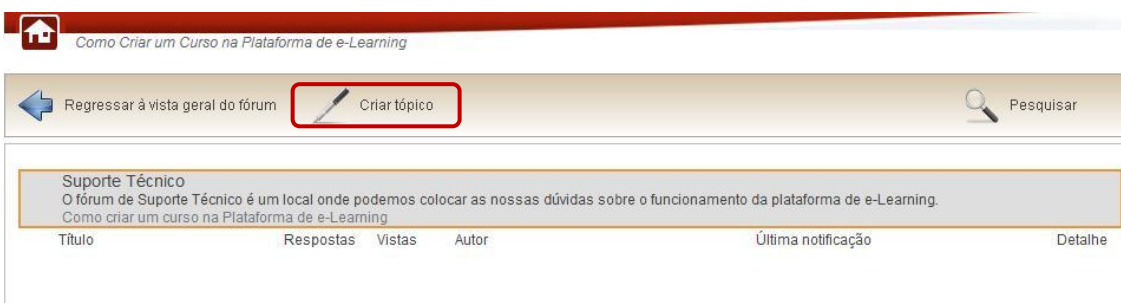 Como Criar um Curso na Plataforma de e-Learning
Regressar à vista geral do fórum Criar tópico Pesquisar
Suporte Técnico
O fórum de Suporte Técnico é um local onde podemos colocar as nossas dúvidas sobre o funcionamento da plataforma de e-Learning.
Como criar um curso na Plataforma de e-Learning
Título Respostas Vistas Autor Última notificação Detalhe